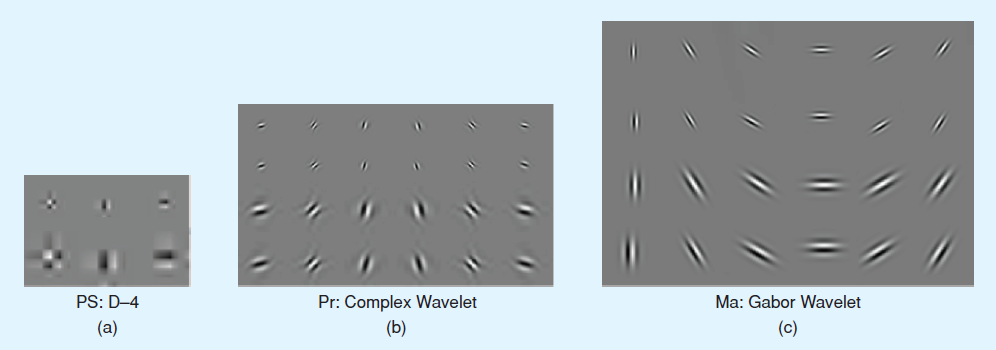 PS: D–4
(a)
Pr: Complex Wavelet
(b)
Ma: Gabor Wavelet
(c)